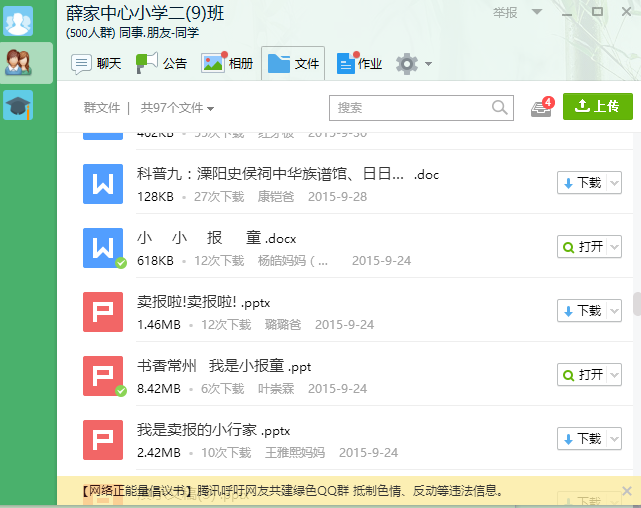 薛家中心小学二(9)班
举报
(500人群) 同事.朋友-同学
聊天 公告 相册 文件 作业
群文件 | 共97个文件
搜索
4
上传
462KB 2015-9-30
科普九：溧阳史侯祠中华族谱馆、日日... .doc
128KB 27次下载 康铠爸 2015-9-28
下载
小 小 报 童 .docx
618KB 12次下载 杨皓妈妈（... 2015-9-24
打开
卖报啦!卖报啦! .pptx
1.46MB 12次下载 璐璐爸 2015-9-24
下载
书香常州 我是小报童 .ppt
8.42MB 6次下载 叶崇霖 2015-9-24
打开
我是卖报的小行家 .pptx
2.42MB 10次下载 王雅熙妈妈 2015-9-24
下载
【网络正能量倡议书】腾讯呼吁网友共建绿色QQ群 抵制色情、反动等违法信息。
下载